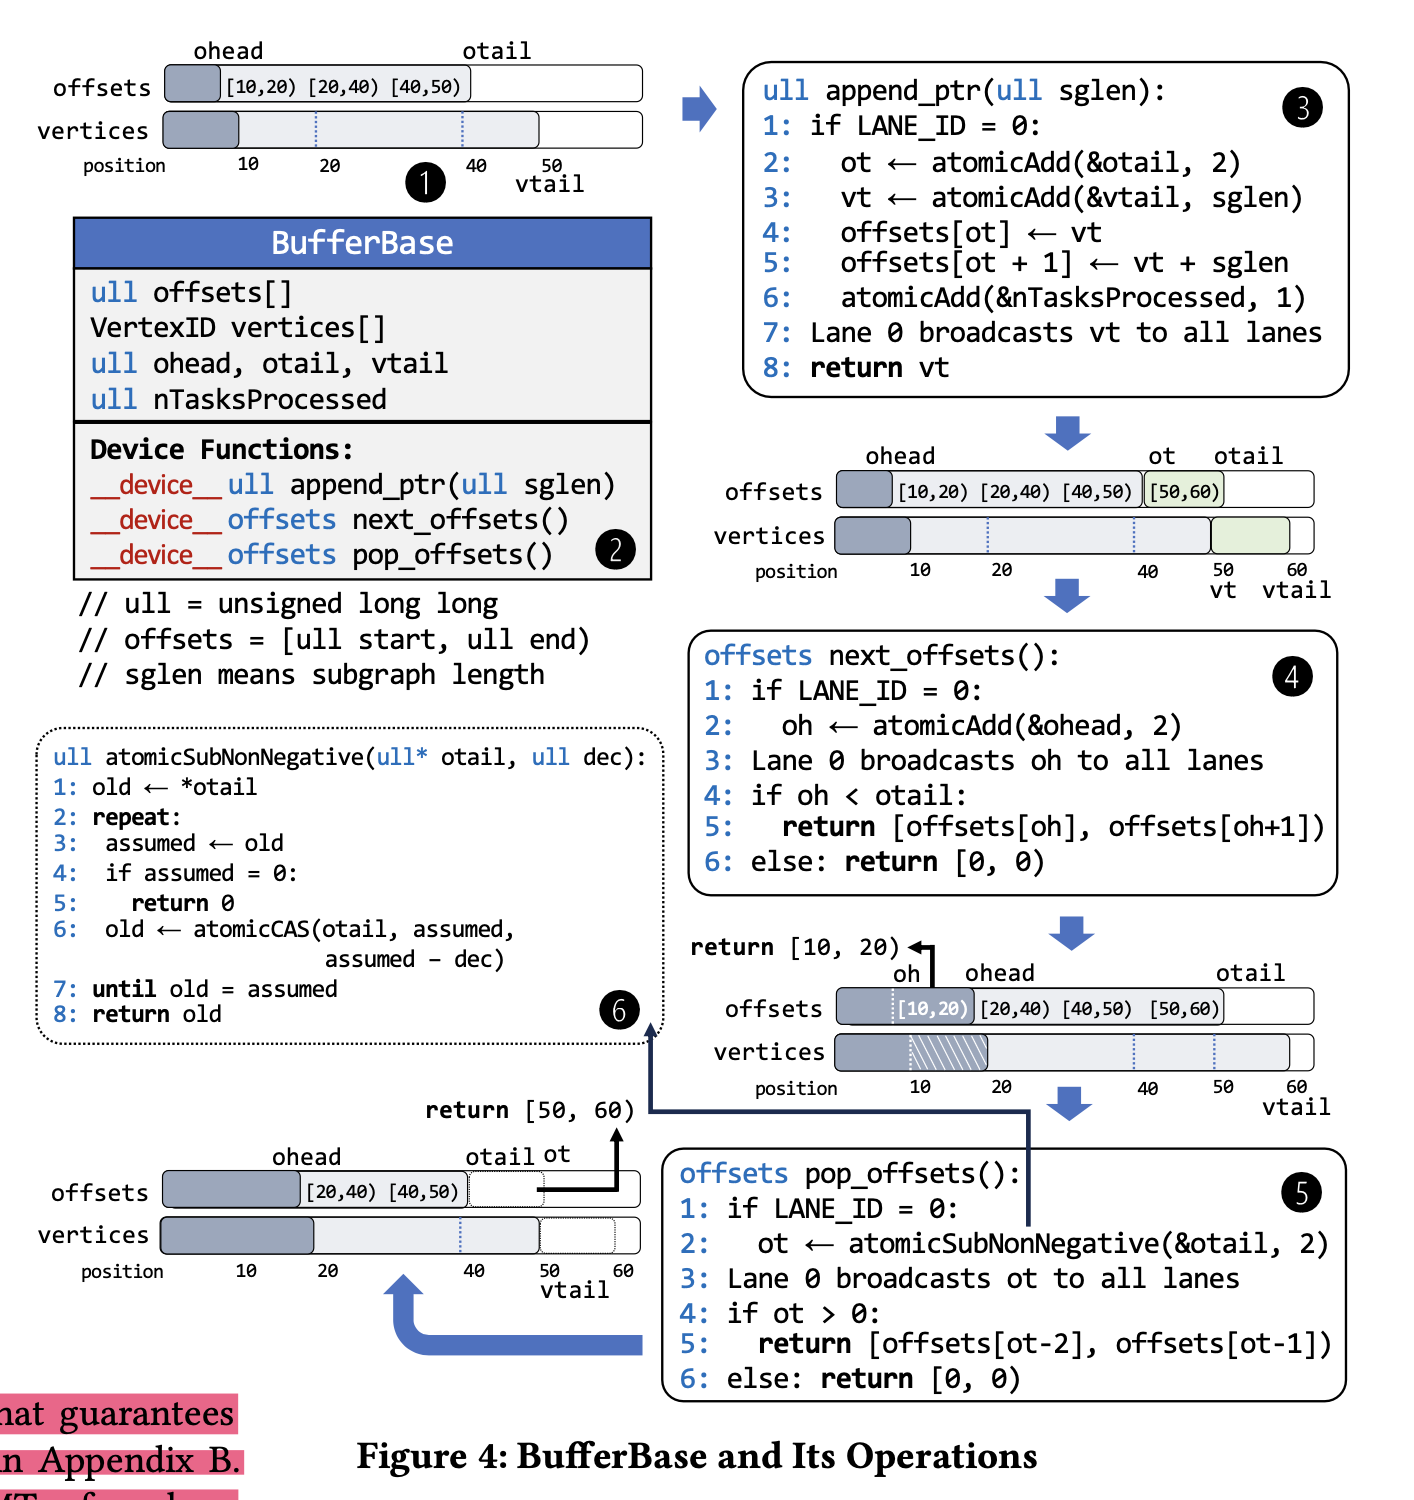 ohead otail
offsets [10,20) [20,40) [40,50)
vertices
position 10 20 40 50
❶ vtail
BufferBase
ull offsets[]
VertexID vertices[]
ull ohead, otail, vtail
ull nTasksProcessed
Device Functions:
__device__ ull append_ptr(ull sglen)
__device__ offsets next_offsets()
__device__ offsets pop_offsets() ❷
// ull = unsigned long long
// offsets = [ull start, ull end)
// sglen means subgraph length
ull append_ptr(ull sglen): ❸
1: if LANE_ID = 0:
2: ot ← atomicAdd(&otail, 2)
3: vt ← atomicAdd(&vtail, sglen)
4: offsets[ot] ← vt
5: offsets[ot + 1] ← vt + sglen
6: atomicAdd(&nTasksProcessed, 1)
7: Lane 0 broadcasts vt to all lanes
8: return vt
ohead ot otail
offsets [10,20) [20,40) [40,50) [50,60)
vertices
position 10 20 40 50 60
vt vtail
offsets next_offsets(): ❹
1: if LANE_ID = 0:
2: oh ← atomicAdd(&ohead, 2)
3: Lane 0 broadcasts oh to all lanes
4: if oh < otail:
5: return [offsets[oh], offsets[oh+1])
6: else: return [0, 0)
return [10, 20)
oh ohead otail
offsets [10,20) [20,40) [40,50) [50,60)
vertices
position 10 20 40 50 60
vtail
offsets pop_offsets(): ❺
1: if LANE_ID = 0:
2: ot ← atomicSubNonNegative(&otail, 2)
3: Lane 0 broadcasts ot to all lanes
4: if ot > 0:
5: return [offsets[ot-2], offsets[ot-1])
6: else: return [0, 0)
ull atomicSubNonNegative(ull* otail, ull dec):
1: old ← *otail
2: repeat:
3: assumed ← old
4: if assumed = 0:
5: return 0
6: old ← atomicCAS(otail, assumed,
assumed – dec)
7: until old = assumed
8: return old ❻
return [50, 60)
ohead otail ot
offsets [20,40) [40,50)
vertices
position 10 20 40 50 60
vtail
guarantees
Appendix B.
Figure 4: BufferBase and Its Operations